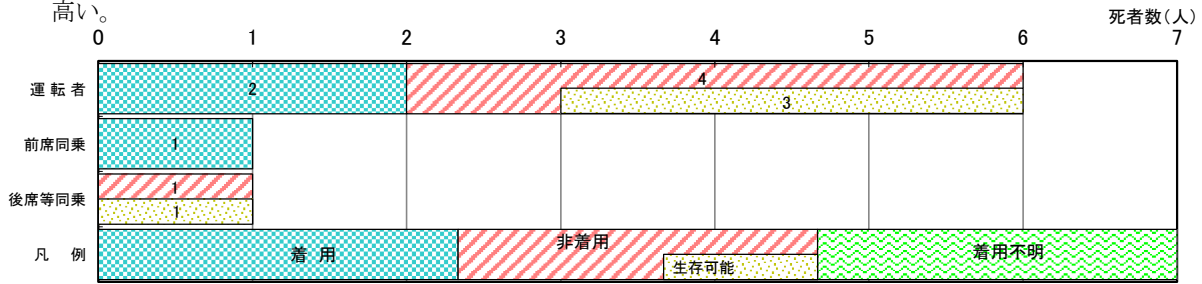 高い。
死者数(人)
0 1 2 3 4 5 6 7
運転者 2 4
3
前席同乗 1
後席等同乗 1
1
凡例 着用 非着用 着用不明
生存可能